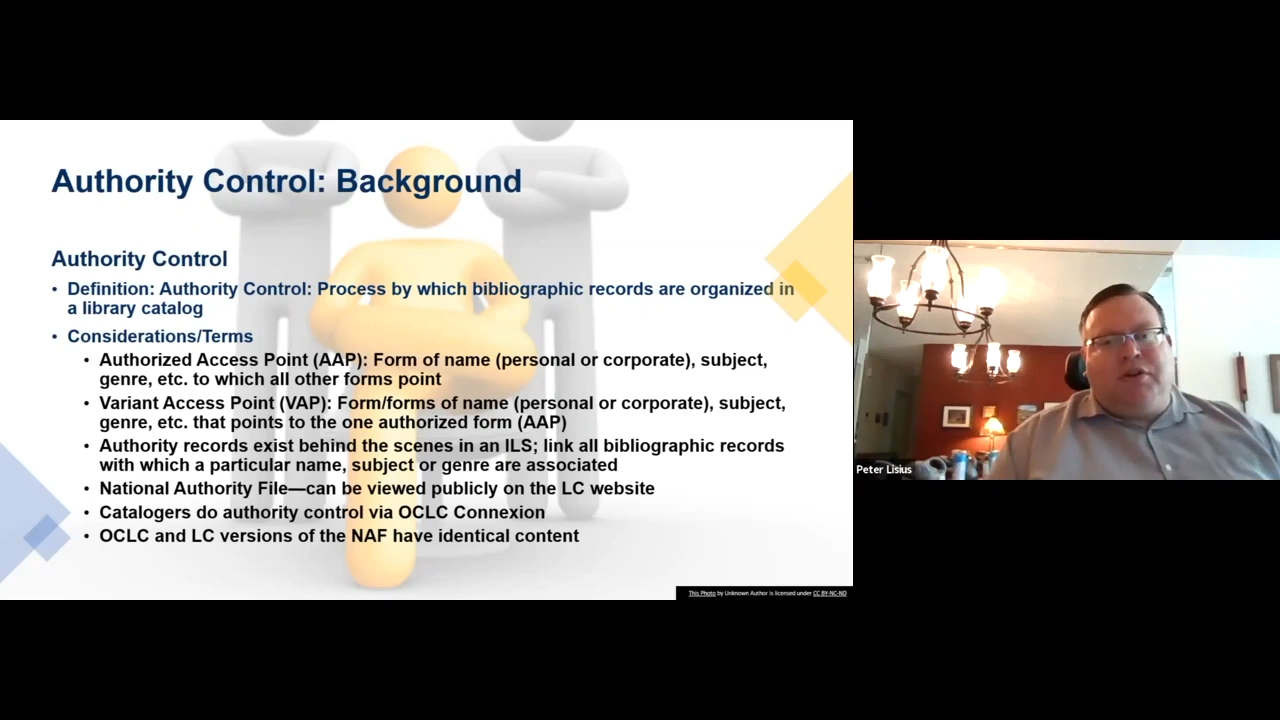 Authority Control: Background
Authority Control
• Definition: Authority Control: Process by which bibliographic records are organized in
a library catalog
• Considerations/Terms
• Authorized Access Point (AAP): Form of name (personal or corporate), subject,
genre, etc. to which all other forms point
• Variant Access Point (VAP): Form/forms of name (personal or corporate), subject,
genre, etc. that points to the one authorized form (AAP)
• Authority records exist behind the scenes in an ILS; link all bibliographic records
with which a particular name, subject or genre are associated
• National Authority File—can be viewed publicly on the LC website
• Catalogers do authority control via OCLC Connexion
• OCLC and LC versions of the NAF have identical content
This Photo by Unknown Author is licensed under CC BY-NC-ND
Peter Lisius